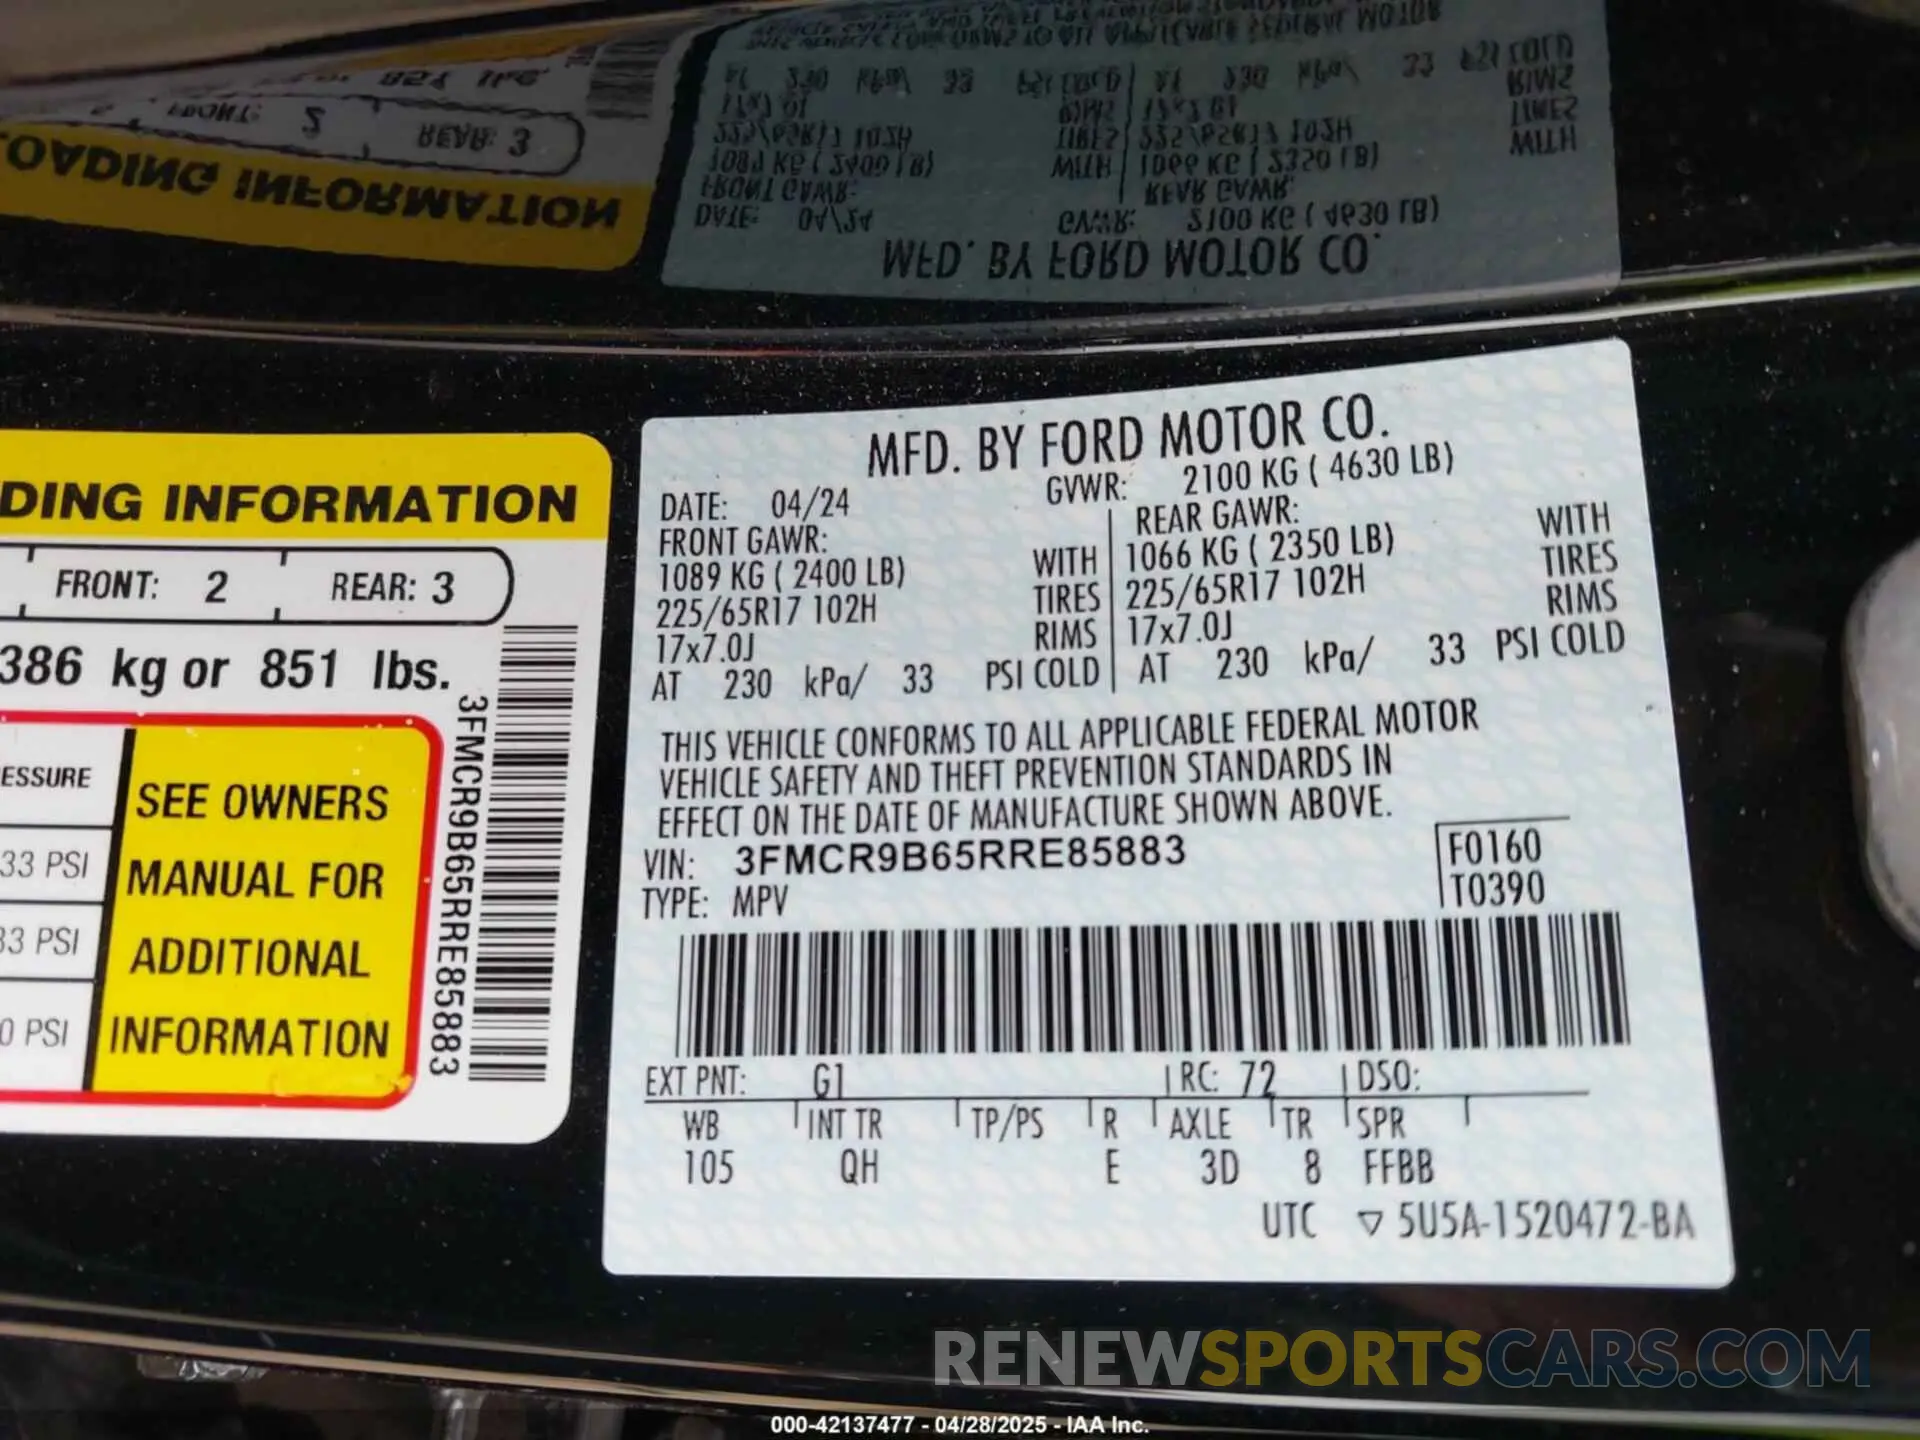 DING INFORMATION
FRONT: 2 REAR: 3
386 kg or 851 lbs.
ESSURE
33 PSI
33 PSI
0 PSI
SEE OWNERS
MANUAL FOR
ADDITIONAL
INFORMATION
3FMCR9B65RRE85883
MFD. BY FORD MOTOR CO.
DATE: 04/24 GVWR: 2100 KG ( 4630 LB)
FRONT GAWR: REAR GAWR:
1089 KG ( 2400 LB) WITH 1066 KG ( 2350 LB) WITH
225/65R17 102H TIRES 225/65R17 102H TIRES
17x7.0J RIMS 17x7.0J RIMS
AT 230 kPa/ 33 PSI COLD AT 230 kPa/ 33 PSI COLD
THIS VEHICLE CONFORMS TO ALL APPLICABLE FEDERAL MOTOR
VEHICLE SAFETY AND THEFT PREVENTION STANDARDS IN
EFFECT ON THE DATE OF MANUFACTURE SHOWN ABOVE.
VIN: 3FMCR9B65RRE85883 F0160
TYPE: MPV T0390
EXT PNT: G1 RC: 72 DSO:
WB INT TR TP/PS R AXLE TR SPR
105 QH E 3D 8 FFBB
UTC ▽ 5U5A-1520472-BA
RENEWSPORTSCARS.COM
000-42137477 - 04/28/2025 - IAA Inc.